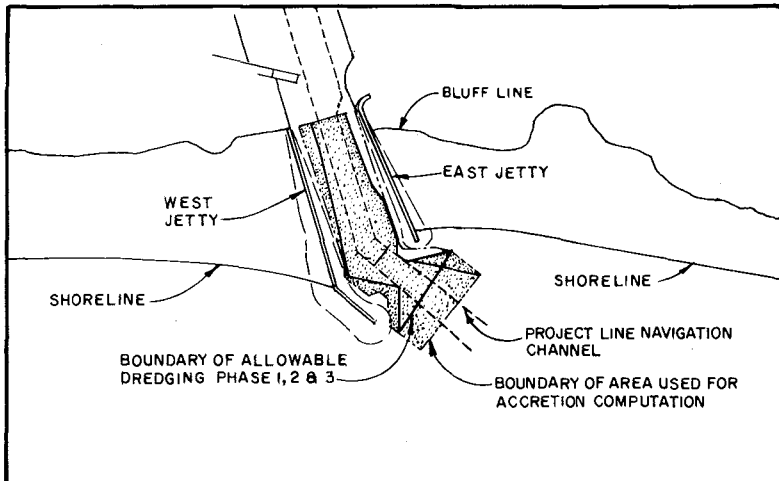 BLUFF LINE
EAST JETTY
WEST
JETTY
SHORELINE
SHORELINE
PROJECT LINE NAVIGATION
CHANNEL
BOUNDARY OF ALLOWABLE
DREDGING PHASE 1, 2 & 3
BOUNDARY OF AREA USED FOR
ACCRETION COMPUTATION